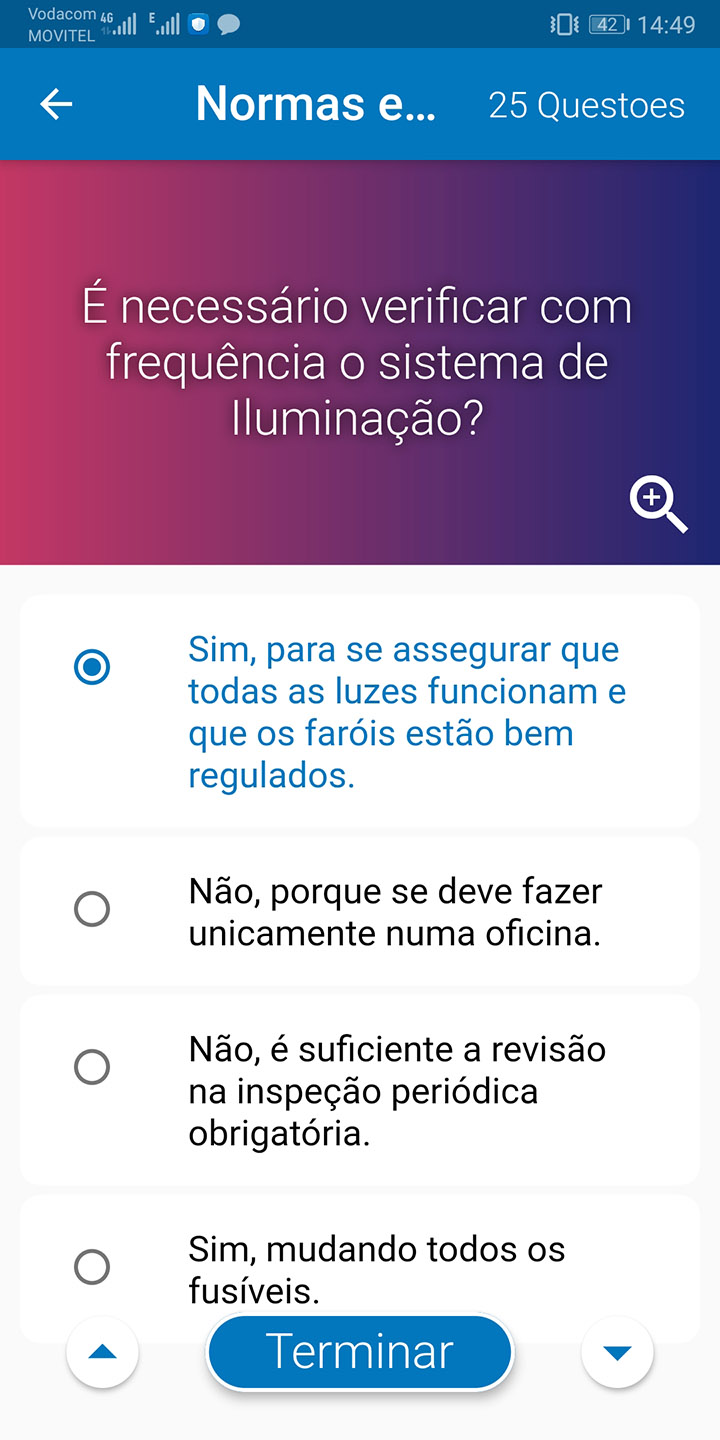 Vodacom 4G E 42 14:49
MOVITEL
Normas e... 25 Questoes
É necessário verificar com
frequência o sistema de
Iluminação?
Sim, para se assegurar que
todas as luzes funcionam e
que os faróis estão bem
regulados.
Não, porque se deve fazer
unicamente numa oficina.
Não, é suficiente a revisão
na inspeção periódica
obrigatória.
Sim, mudando todos os
fusíveis.
Terminar